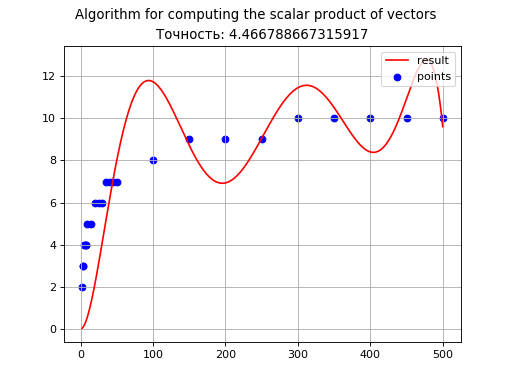 Algorithm for computing the scalar product of vectors
Точность: 4.466788667315917
result
points
12
10
8
6
4
2
0
0 100 200 300 400 500